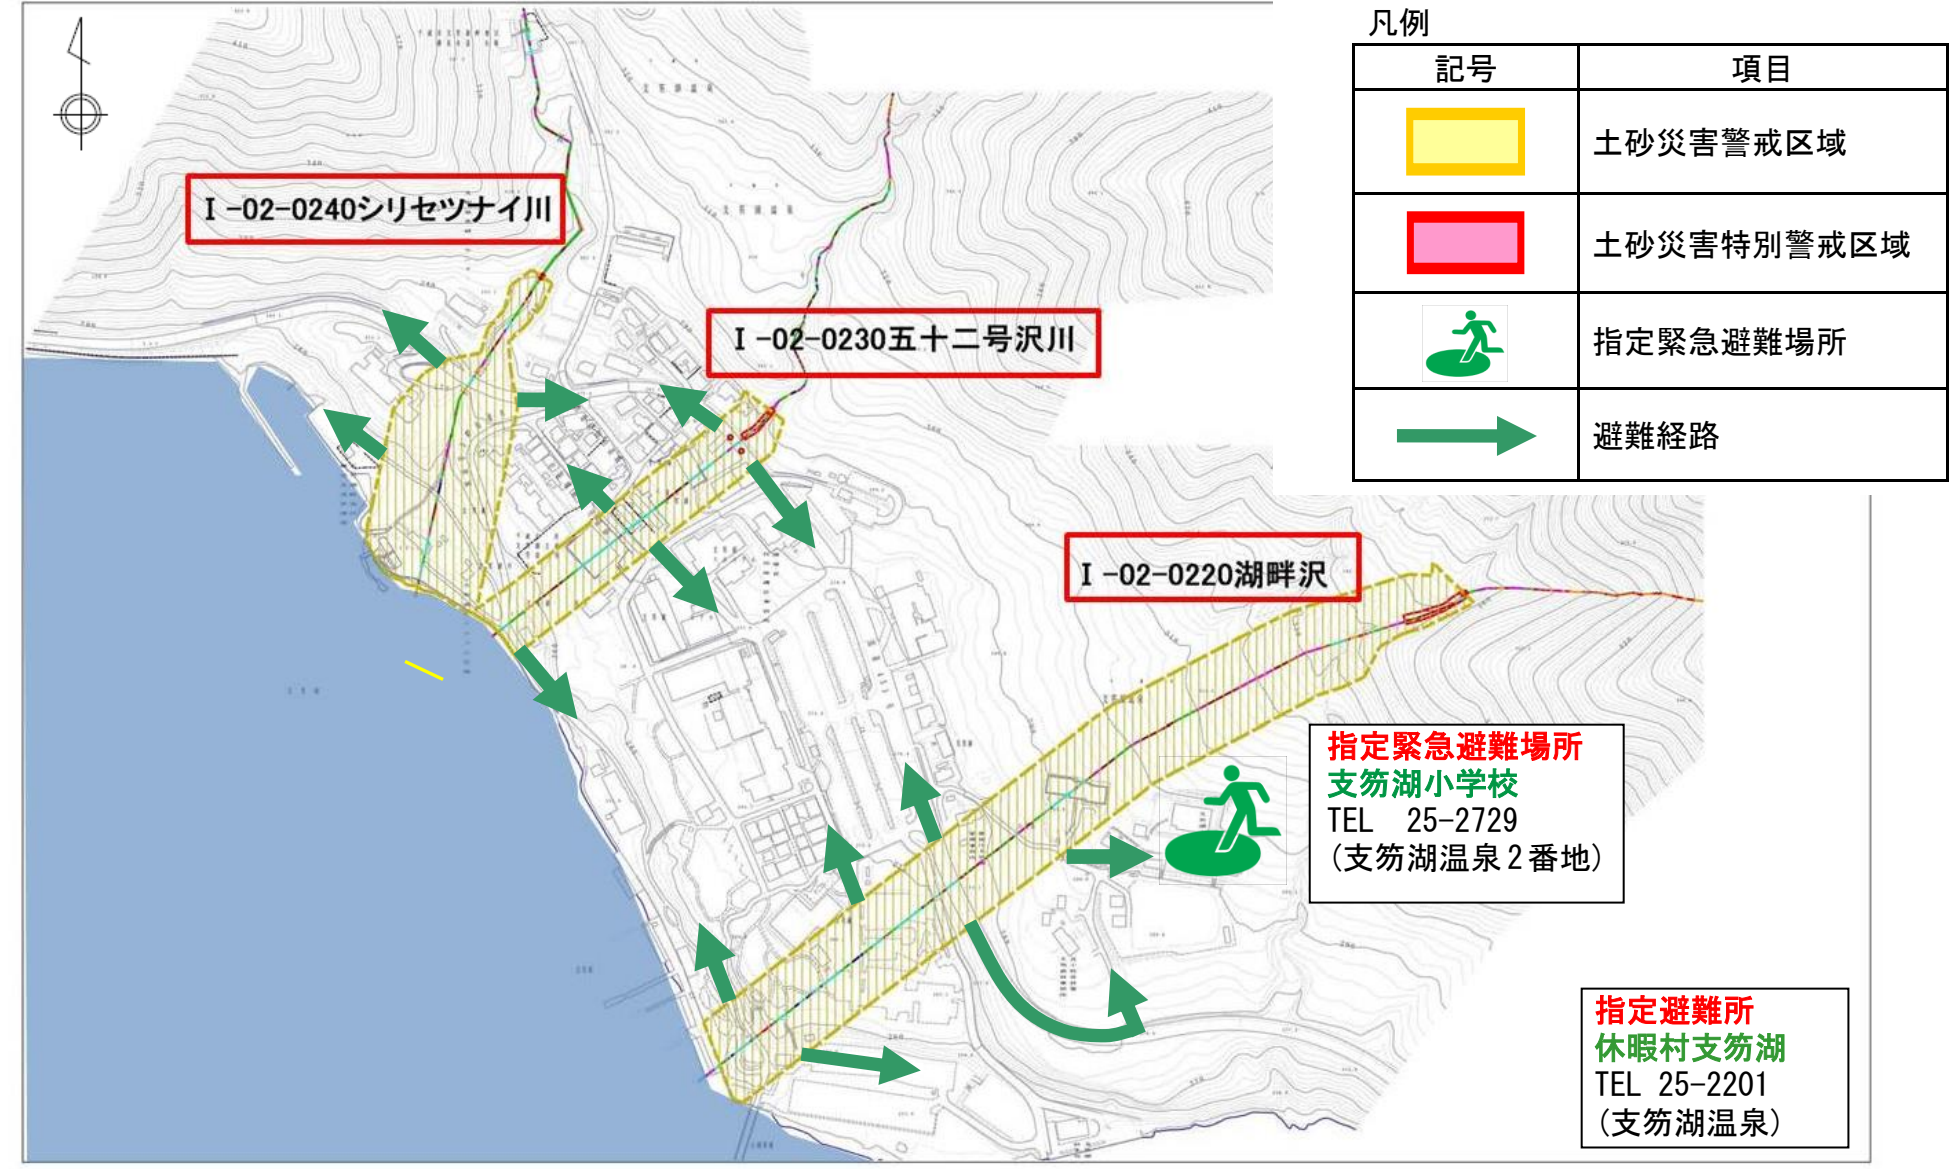 凡例
記号 項目
土砂災害警戒区域
土砂災害特別警戒区域
指定緊急避難場所
避難経路
Ⅰ-02-0240シリセツナイ川
Ⅰ-02-0230五十二号沢川
Ⅰ-02-0220湖畔沢
指定緊急避難場所
支笏湖小学校
TEL 25-2729
(支笏湖温泉2番地)
指定避難所
休暇村支笏湖
TEL 25-2201
(支笏湖温泉)